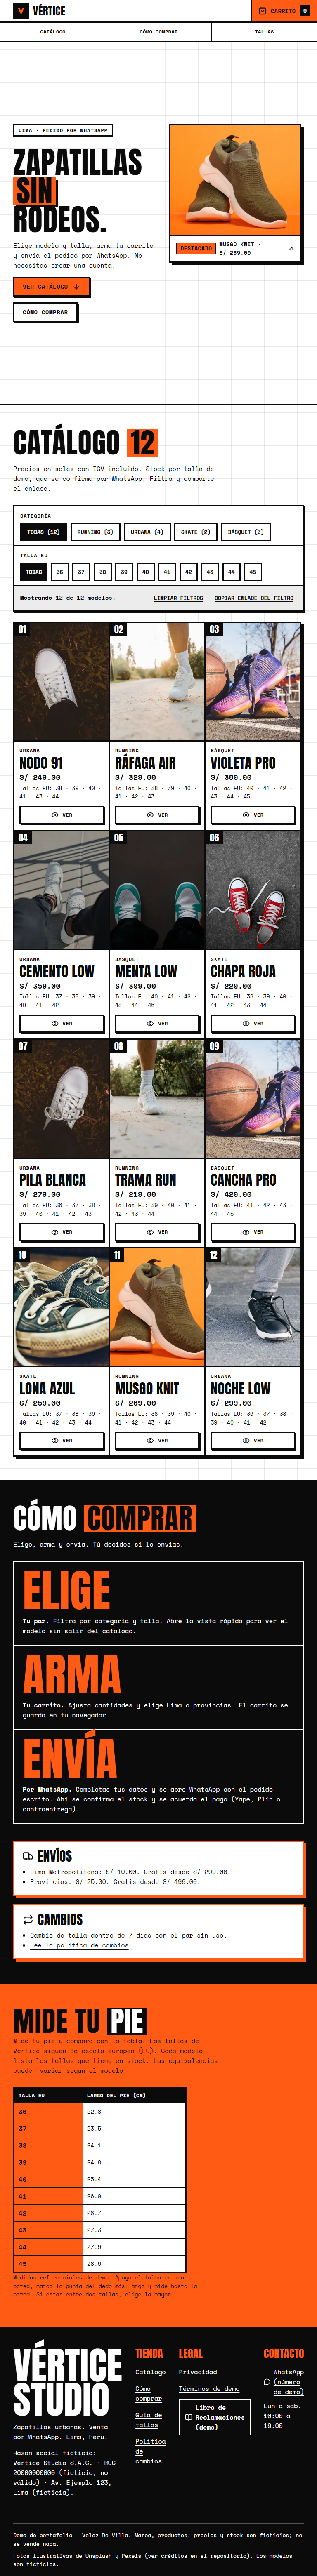 VÉRTICE
CARRITO 0
CATÁLOGO
CÓMO COMPRAR
TALLAS
LIMA · PEDIDO POR WHATSAPP
ZAPATILLAS
SIN
RODEOS.
Elige modelo y talla, arma tu carrito
y envía el pedido por WhatsApp. No
necesitas crear una cuenta.
VER CATÁLOGO
CÓMO COMPRAR
DESTACADO
MUSGO KNIT ·
S/ 269.00
CATÁLOGO 12
Precios en soles con IGV incluido. Stock por talla de
demo, que se confirma por WhatsApp. Filtra y comparte
el enlace.
CATEGORÍA
TODAS (12)
RUNNING (3)
URBANA (4)
SKATE (2)
BÁSQUET (3)
TALLA EU
TODAS 36 37 38 39 40 41 42 43 44 45
Mostrando 12 de 12 modelos.
LIMPIAR FILTROS
COPIAR ENLACE DEL FILTRO
01
URBANA
NODO 91
S/ 249.00
Tallas EU: 38 · 39 · 40 ·
41 · 43 · 44
VER
02
RUNNING
RÁFAGA AIR
S/ 329.00
Tallas EU: 38 · 39 · 40 ·
41 · 42 · 43
VER
03
BÁSQUET
VIOLETA PRO
S/ 389.00
Tallas EU: 40 · 41 · 42 ·
43 · 44 · 45
VER
04
URBANA
CEMENTO LOW
S/ 359.00
Tallas EU: 37 · 38 · 39 ·
40 · 41 · 42
VER
05
BÁSQUET
MENTA LOW
S/ 399.00
Tallas EU: 40 · 41 · 42 ·
43 · 44 · 45
VER
06
SKATE
CHAPA ROJA
S/ 229.00
Tallas EU: 38 · 39 · 40 ·
41 · 42 · 43 · 44
VER
07
URBANA
PILA BLANCA
S/ 279.00
Tallas EU: 36 · 37 · 38 ·
39 · 40 · 41 · 42 · 43
VER
08
RUNNING
TRAMA RUN
S/ 219.00
Tallas EU: 39 · 40 · 41 ·
42 · 43 · 44
VER
09
BÁSQUET
CANCHA PRO
S/ 429.00
Tallas EU: 41 · 42 · 43 ·
44 · 45
VER
10
SKATE
LONA AZUL
S/ 259.00
Tallas EU: 37 · 38 · 39 ·
40 · 41 · 42 · 43 · 44
VER
11
RUNNING
MUSGO KNIT
S/ 269.00
Tallas EU: 38 · 39 · 40 ·
41 · 42 · 43 · 44
VER
12
URBANA
NOCHE LOW
S/ 299.00
Tallas EU: 36 · 37 · 38 ·
39 · 40 · 41 · 42
VER
CÓMO COMPRAR
Elige, arma y envía. Tú decides si lo envías.
ELIGE
Tu par. Filtra por categoría y talla. Abre la vista rápida para ver el
modelo sin salir del catálogo.
ARMA
Tu carrito. Ajusta cantidades y elige Lima o provincias. El carrito se
guarda en tu navegador.
ENVÍA
Por WhatsApp. Completas tus datos y se abre WhatsApp con el pedido
escrito. Ahí se confirma el stock y se acuerda el pago (Yape, Plin o
contraentrega).
ENVÍOS
• Lima Metropolitana: S/ 10.00. Gratis desde S/ 299.00.
• Provincias: S/ 25.00. Gratis desde S/ 499.00.
CAMBIOS
• Cambio de talla dentro de 7 días con el par sin uso.
• Lee la política de cambios.
MIDE TU PIE
Mide tu pie y compara con la tabla. Las tallas de
Vértice siguen la escala europea (EU). Cada modelo
lista las tallas que tiene en stock. Las equivalencias
pueden variar según el modelo.
TALLA EU LARGO DEL PIE (CM)
36 22.8
37 23.5
38 24.1
39 24.8
40 25.4
41 26.0
42 26.7
43 27.3
44 27.9
45 28.6
Medidas referenciales de demo. Apoya el talón en una
pared, marca la punta del dedo más largo y mide hasta la
pared. Si estás entre dos tallas, elige la mayor.
VÉRTICE
STUDIO
Zapatillas urbanas. Venta
por WhatsApp. Lima, Perú.
Razón social ficticia:
Vértice Studio S.A.C. · RUC
20000000000 (ficticio, no
válido) · Av. Ejemplo 123,
Lima (ficticia).
TIENDA
Catálogo
Cómo
comprar
Guía de
tallas
Política
de
cambios
LEGAL
Privacidad
Términos de demo
Libro de
Reclamaciones
(demo)
CONTACTO
WhatsApp
(número
de demo)
Lun a sáb,
10:00 a
19:00
Demo de portafolio — Vélez De Villa. Marca, productos, precios y stock son ficticios; no
se vende nada.
Fotos ilustrativas de Unsplash y Pexels (ver créditos en el repositorio). Los modelos
son ficticios.